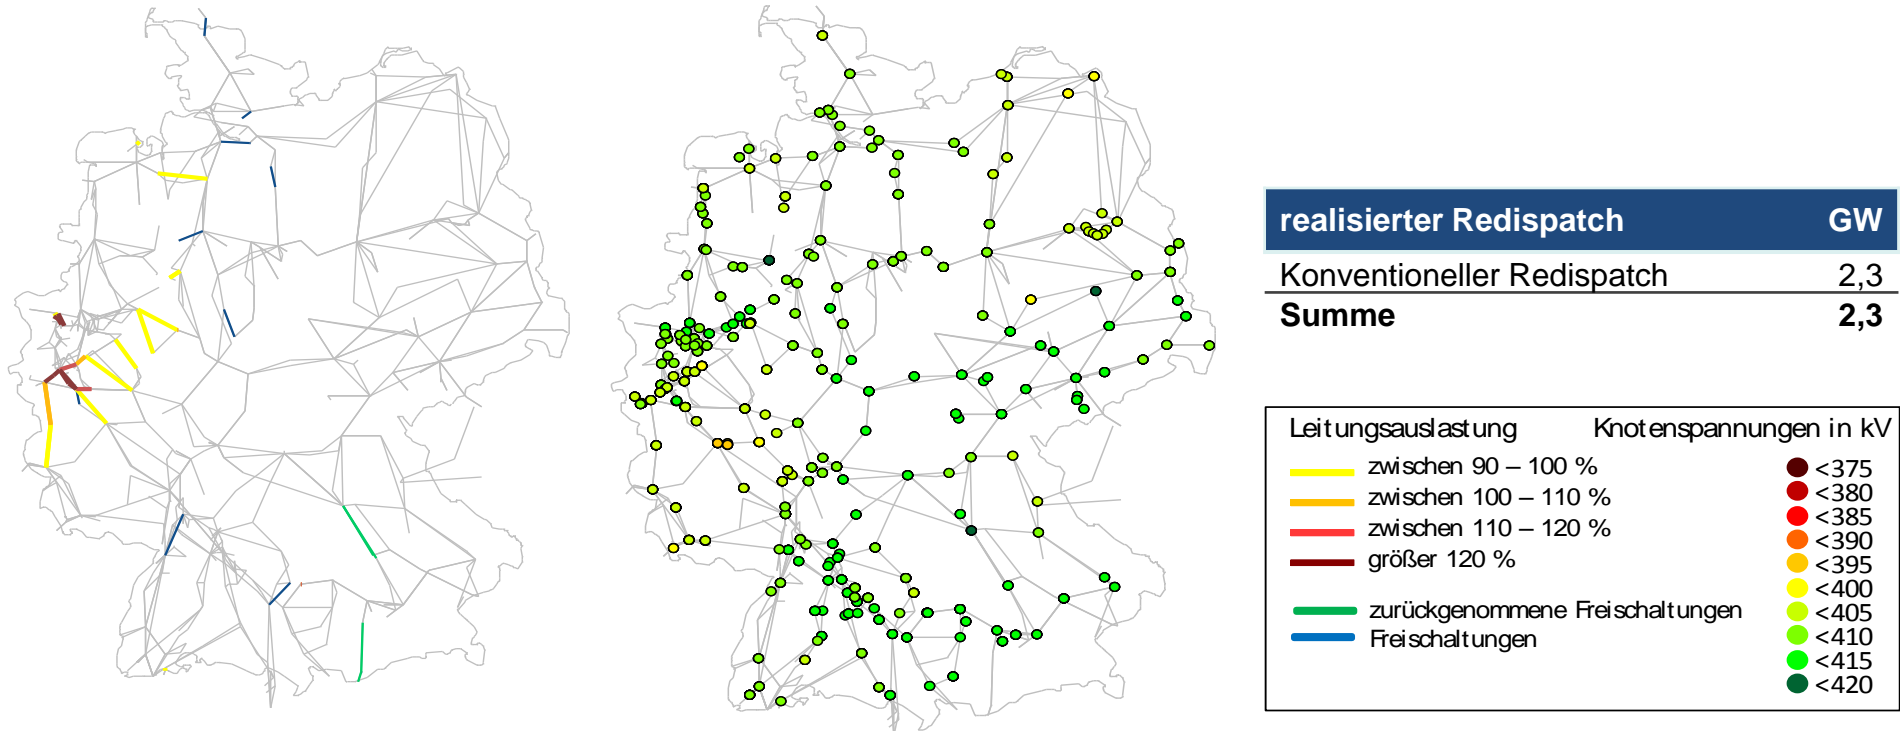 realisierter Redispatch GW
Konventioneller Redispatch 2,3
Summe 2,3
Leitungsauslastung Knotenspannungen in kV
zwischen 90 – 100 %
zwischen 100 – 110 %
zwischen 110 – 120 %
größer 120 %
zurückgenommene Freischaltungen
Freischaltungen
<375
<380
<385
<390
<395
<400
<405
<410
<415
<420